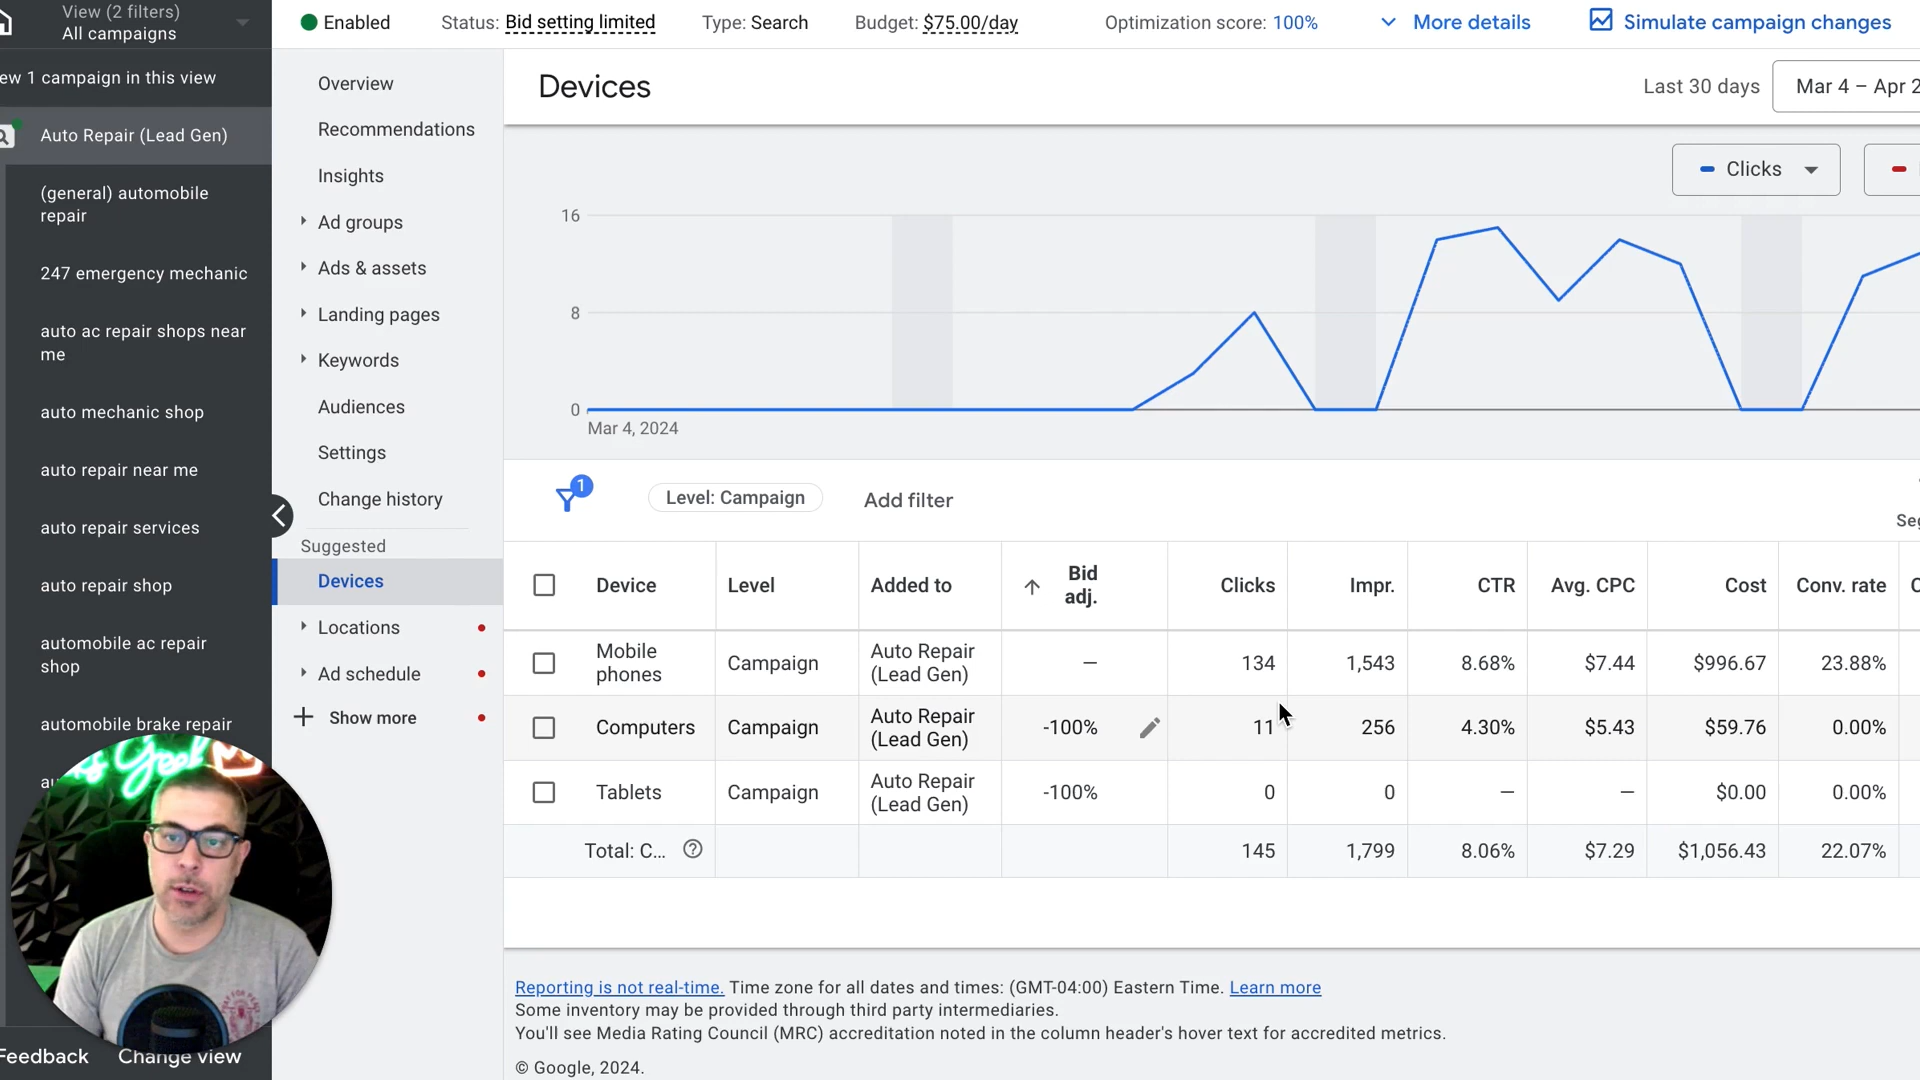 View (2 filters)
All campaigns
ew 1 campaign in this view
Auto Repair (Lead Gen)
(general) automobile
repair
247 emergency mechanic
auto ac repair shops near
me
auto mechanic shop
auto repair near me
auto repair services
auto repair shop
automobile ac repair
shop
automobile brake repair
au
Feedback
Change view
Enabled
Status: Bid setting limited
Type: Search
Budget: $75.00/day
Optimization score: 100%
More details
Simulate campaign changes
Overview
Recommendations
Insights
Ad groups
Ads & assets
Landing pages
Keywords
Audiences
Settings
Change history
Suggested
Devices
Locations
Ad schedule
Show more
Devices
Last 30 days
Mar 4 – Apr 2
Clicks
16
8
0
Mar 4, 2024
1
Level: Campaign
Add filter
Seg
Device Level Added to Bid adj. Clicks Impr. CTR Avg. CPC Cost Conv. rate C
Mobile phones Campaign Auto Repair (Lead Gen) — 134 1,543 8.68% $7.44 $996.67 23.88%
Computers Campaign Auto Repair (Lead Gen) -100% 11 256 4.30% $5.43 $59.76 0.00%
Tablets Campaign Auto Repair (Lead Gen) -100% 0 0 — — $0.00 0.00%
Total: C... 145 1,799 8.06% $7.29 $1,056.43 22.07%
Reporting is not real-time. Time zone for all dates and times: (GMT-04:00) Eastern Time. Learn more
Some inventory may be provided through third party intermediaries.
You'll see Media Rating Council (MRC) accreditation noted in the column header's hover text for accredited metrics.
© Google, 2024.